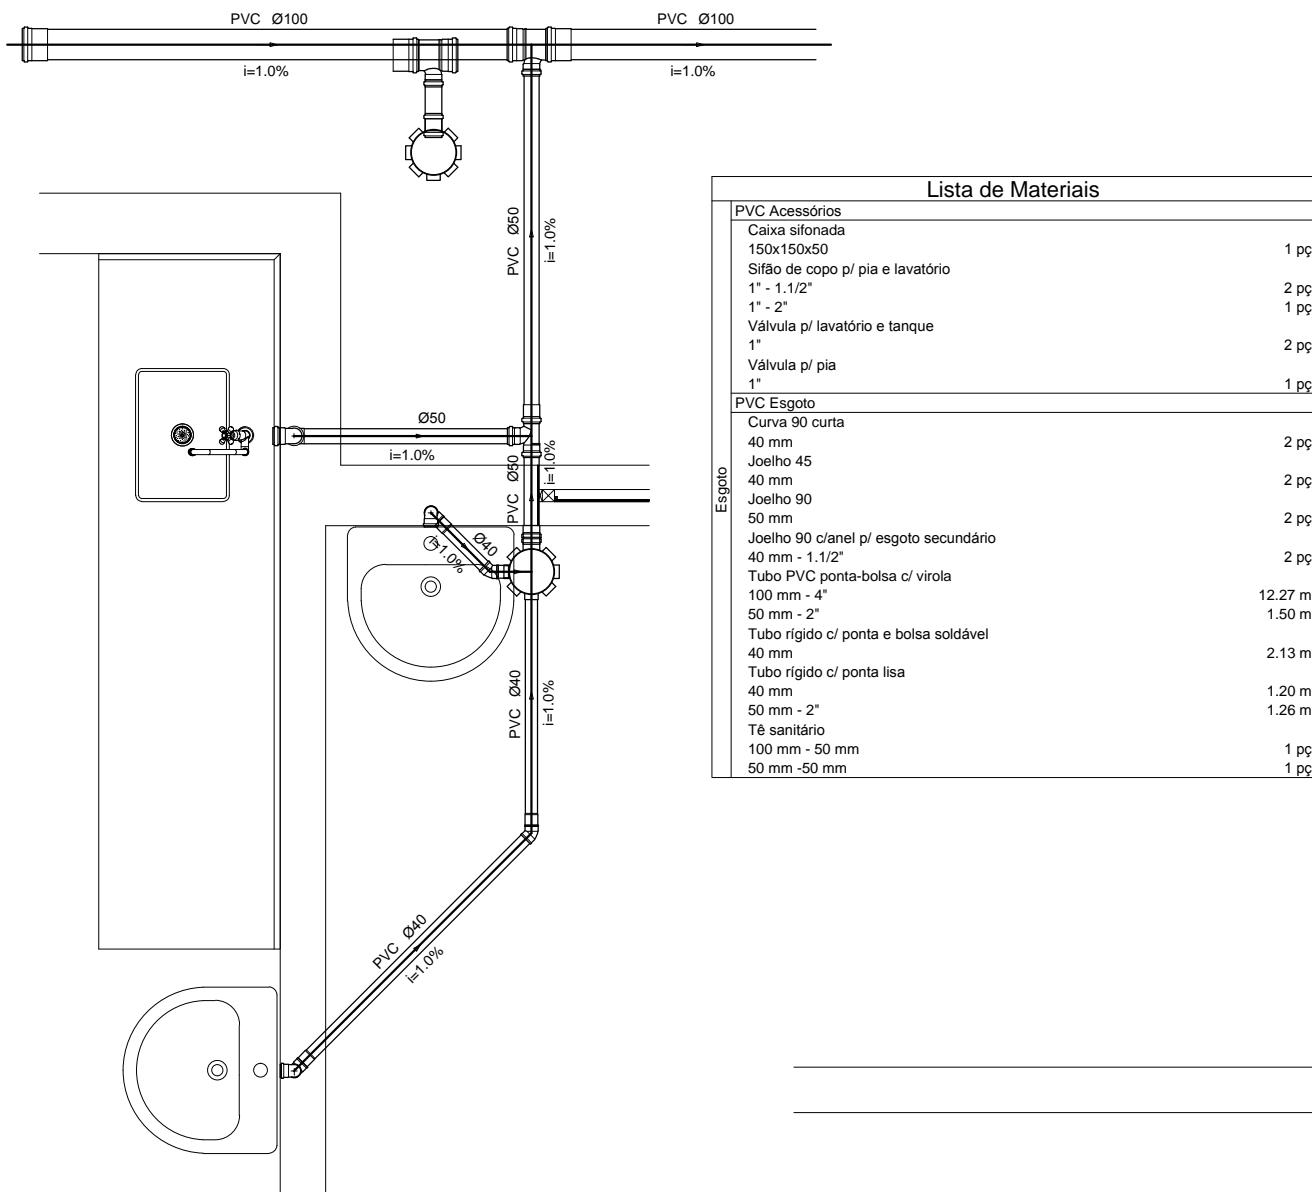 PVC Ø100
PVC Ø100
i=1.0%
i=1.0%
PVC Ø50
i=1.0%
Ø50
i=1.0%
PVC Ø50
i=1.0%
Ø40
i=1.0%
PVC Ø40
i=1.0%
PVC Ø40
i=1.0%
Lista de Materiais
Esgoto
PVC Acessórios
Caixa sifonada
150x150x50 1 pç
Sifão de copo p/ pia e lavatório
1" - 1.1/2" 2 pç
1" - 2" 1 pç
Válvula p/ lavatório e tanque
1" 2 pç
Válvula p/ pia
1" 1 pç
PVC Esgoto
Curva 90 curta
40 mm 2 pç
Joelho 45
40 mm 2 pç
Joelho 90
50 mm 2 pç
Joelho 90 c/anel p/ esgoto secundário
40 mm - 1.1/2" 2 pç
Tubo PVC ponta-bolsa c/ virola
100 mm - 4" 12.27 m
50 mm - 2" 1.50 m
Tubo rígido c/ ponta e bolsa soldável
40 mm 2.13 m
Tubo rígido c/ ponta lisa
40 mm 1.20 m
50 mm - 2" 1.26 m
Tê sanitário
100 mm - 50 mm 1 pç
50 mm -50 mm 1 pç